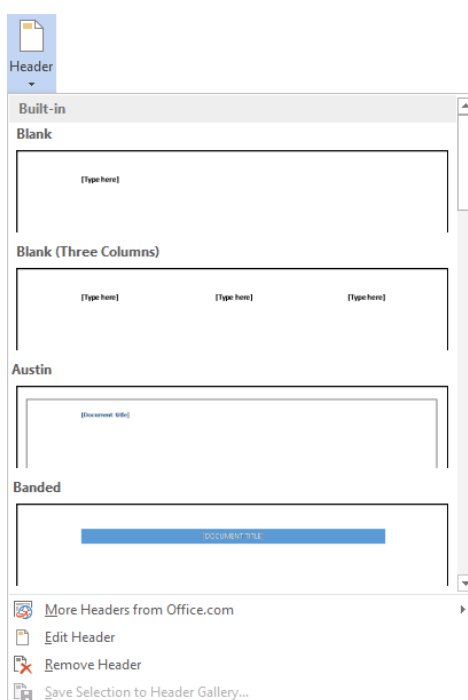 Header
Built-in
Blank
[Type here]
Blank (Three Columns)
[Type here] [Type here] [Type here]
Austin
[Document title]
Banded
[DOCUMENT TITLE]
More Headers from Office.com
Edit Header
Remove Header
Save Selection to Header Gallery...